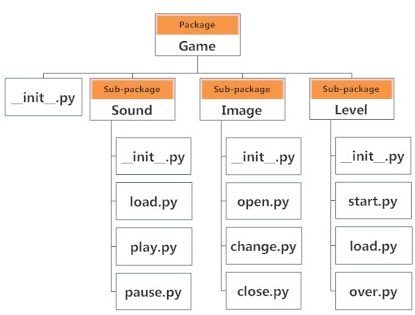 Package
Game
__init__.py
Sub-package
Sound
Sub-package
Image
Sub-package
Level
__init__.py
load.py
play.py
pause.py
__init__.py
open.py
change.py
close.py
__init__.py
start.py
load.py
over.py